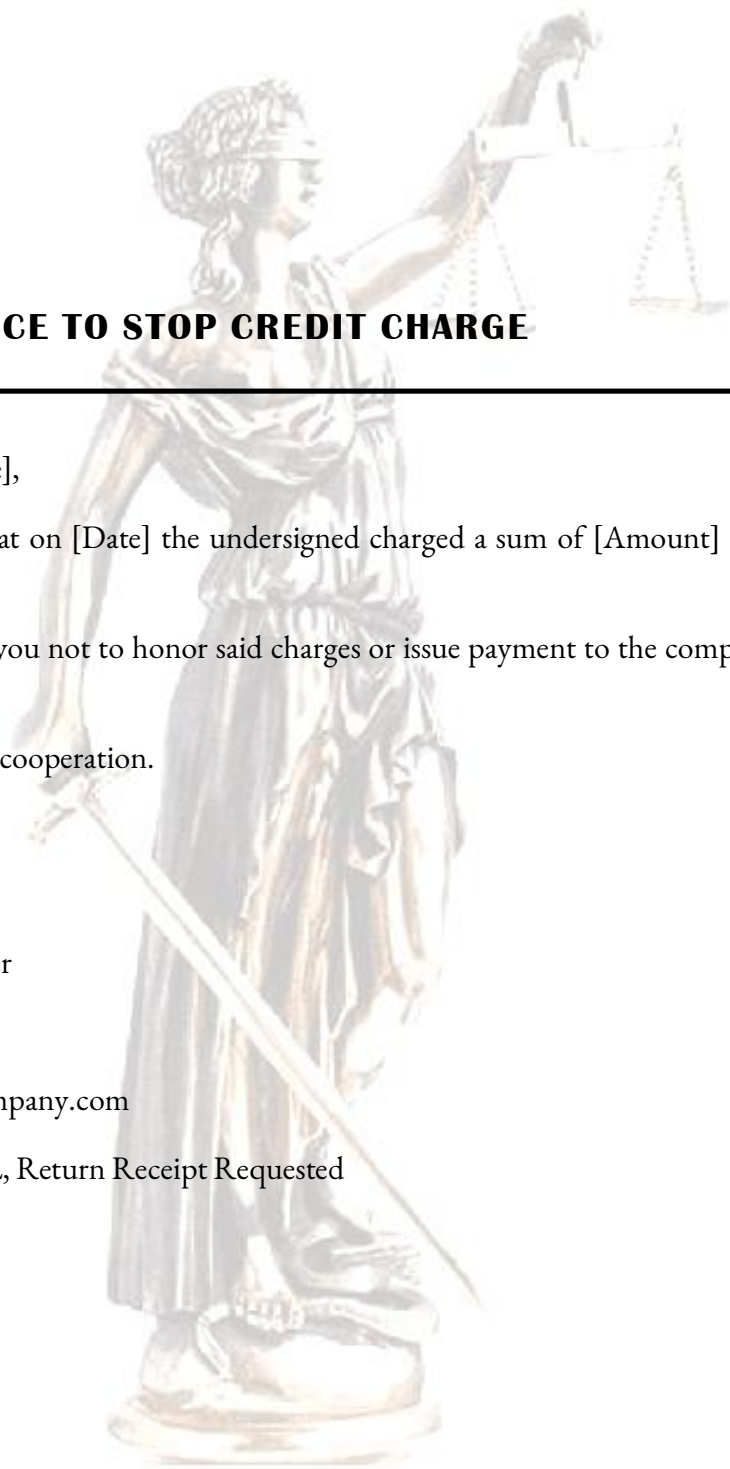 CE TO STOP CREDIT CHARGE
],
at on [Date] the undersigned charged a sum of [Amount]
you not to honor said charges or issue payment to the comp
cooperation.
r
mpany.com
, Return Receipt Requested